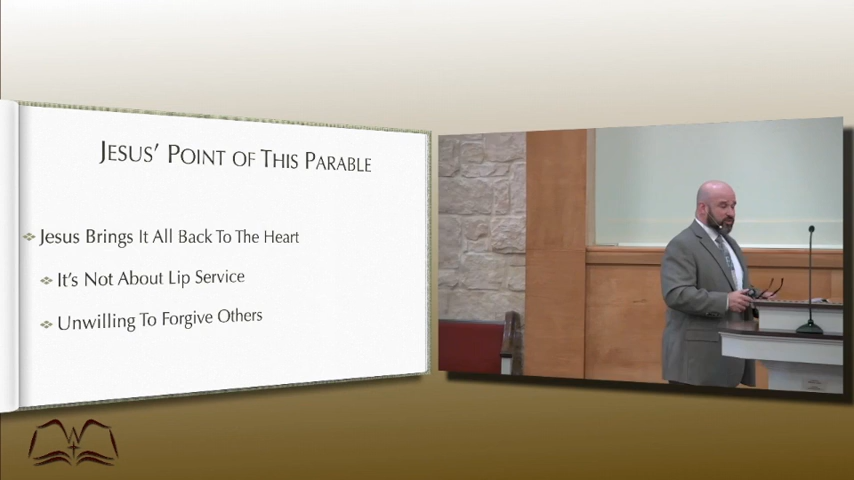 JESUS' POINT OF THIS PARABLE
Jesus Brings It All Back To The Heart
It's Not About Lip Service
Unwilling To Forgive Others